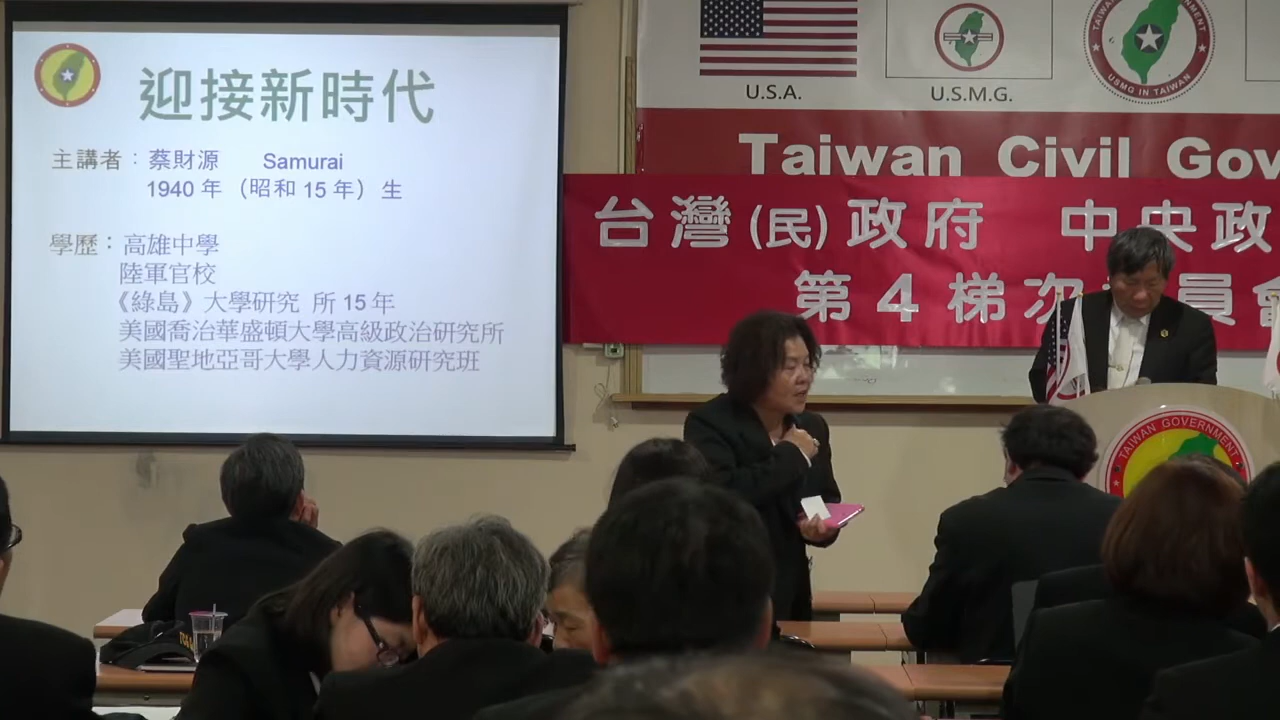 迎接新時代
主講者：蔡財源 Samurai
1940 年 （昭和 15 年）生
學歷：高雄中學
陸軍官校
《綠島》大學研究 所 15 年
美國喬治華盛頓大學高級政治研究所
美國聖地亞哥大學人力資源研究班
U.S.A.
U.S.M.G.
TAIWAN
USMG IN TAIWAN
Taiwan Civil Gov
台灣(民)政府 中央政
第 4 梯次
TAIWAN GOVERNMENT